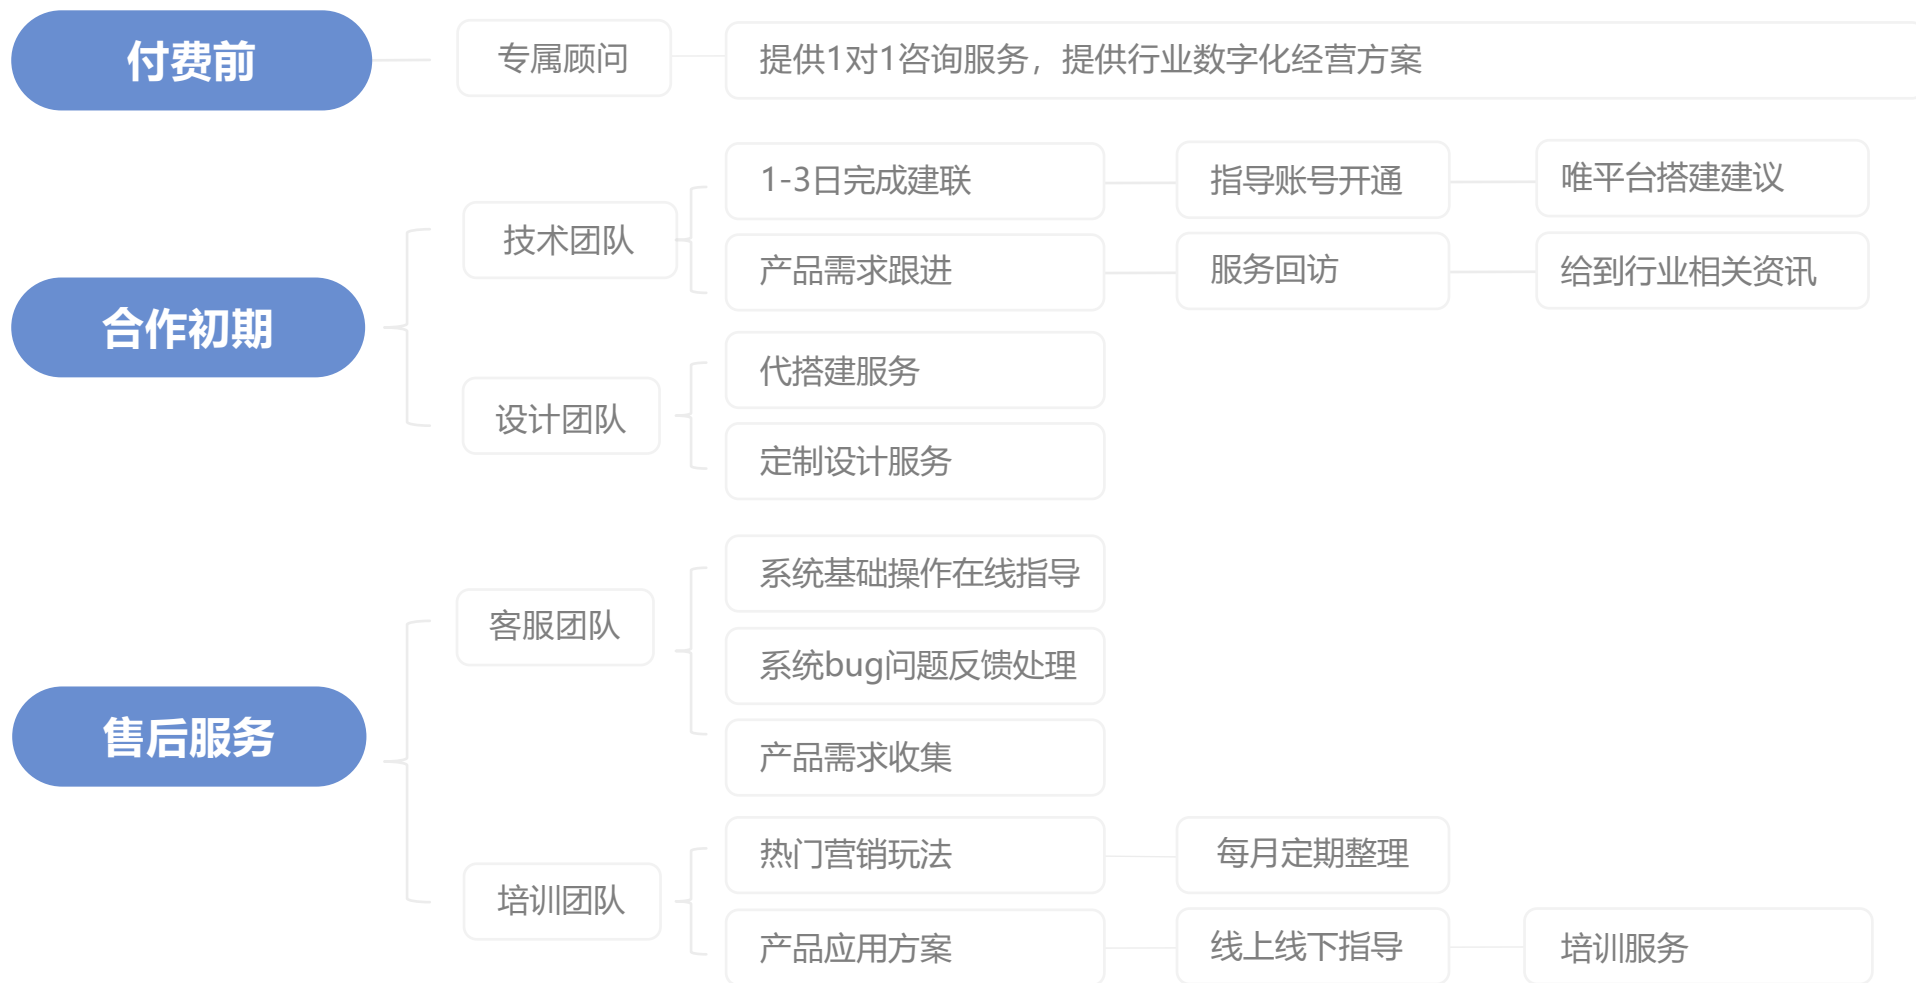 付费前
专属顾问
提供1对1咨询服务，提供行业数字化经营方案
合作初期
技术团队
1-3日完成建联
指导账号开通
唯平台搭建建议
产品需求跟进
服务回访
给到行业相关资讯
设计团队
代搭建服务
定制设计服务
售后服务
客服团队
系统基础操作在线指导
系统bug问题反馈处理
产品需求收集
培训团队
热门营销玩法
每月定期整理
产品应用方案
线上线下指导
培训服务